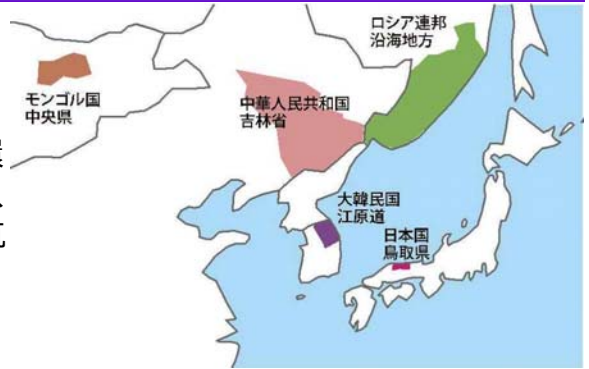 ロシア連邦
沿海地方
モンゴル国
中央県
中華人民共和国
吉林省
大韓民国
江原道
日本国
鳥取県